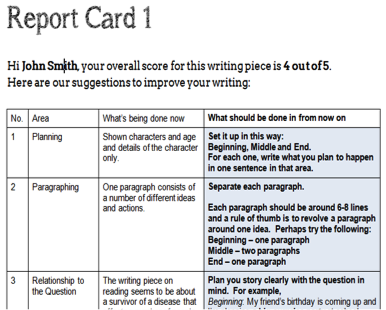 Report Card 1
Hi John Smith, your overall score for this writing piece is 4 out of 5.
Here are our suggestions to improve your writing:
No. Area What's being done now What should be done in from now on
1 Planning Shown characters and age Set it up in this way:
and details of the character Beginning, Middle and End.
only. For each one, write what you plan to happen
in one sentence in that area.
2 Paragraphing One paragraph consists of Separate each paragraph.
a number of different ideas
and actions. Each paragraph should be around 6-8 lines
and a rule of thumb is to revolve a paragraph
around one idea. Perhaps try the following:
Beginning – one paragraph
Middle – two paragraphs
End – one paragraph
3 Relationship to The writing piece on Plan you story clearly with the question in
the Question reading seems to be about mind. For example,
a survivor of a disease that Beginning: My friend's birthday is coming up and